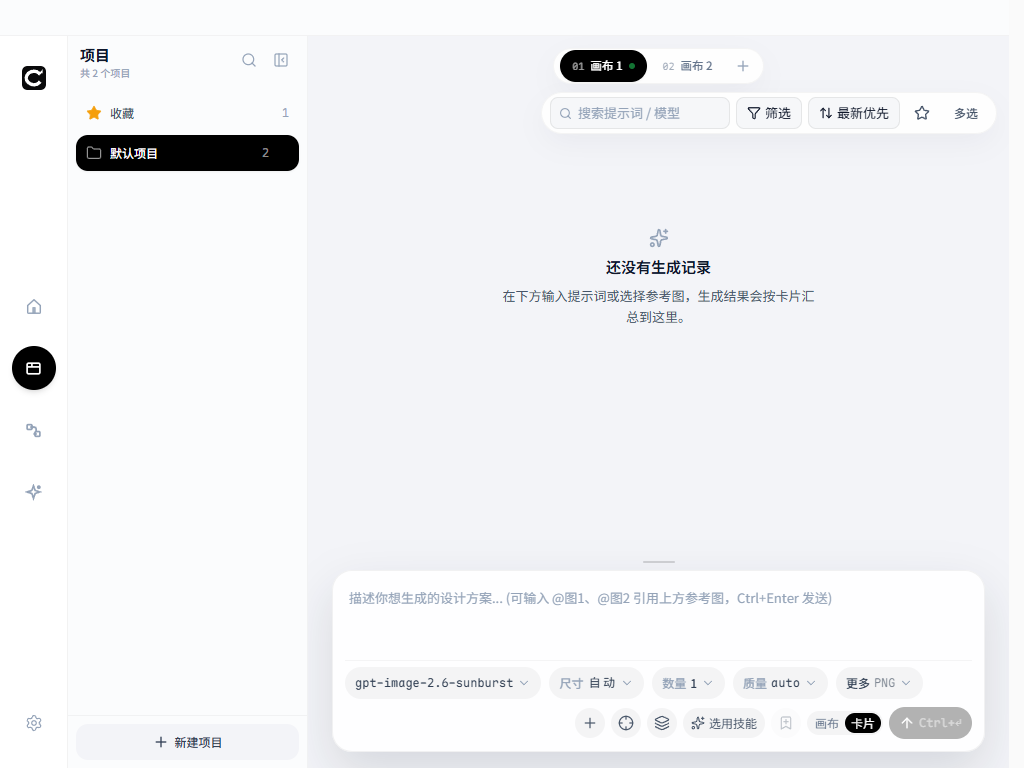 项目
共 2 个项目
收藏 1
默认项目 2
新建项目
01 画布 1
02 画布 2
搜索提示词 / 模型
筛选
最新优先
多选
还没有生成记录
在下方输入提示词或选择参考图，生成结果会按卡片汇
总到这里。
描述你想生成的设计方案... (可输入 @图1、@图2 引用上方参考图，Ctrl+Enter 发送)
gpt-image-2.6-sunburst
尺寸 自动
数量 1
质量 auto
更多 PNG
选用技能
画布 卡片
Ctrl+⏎